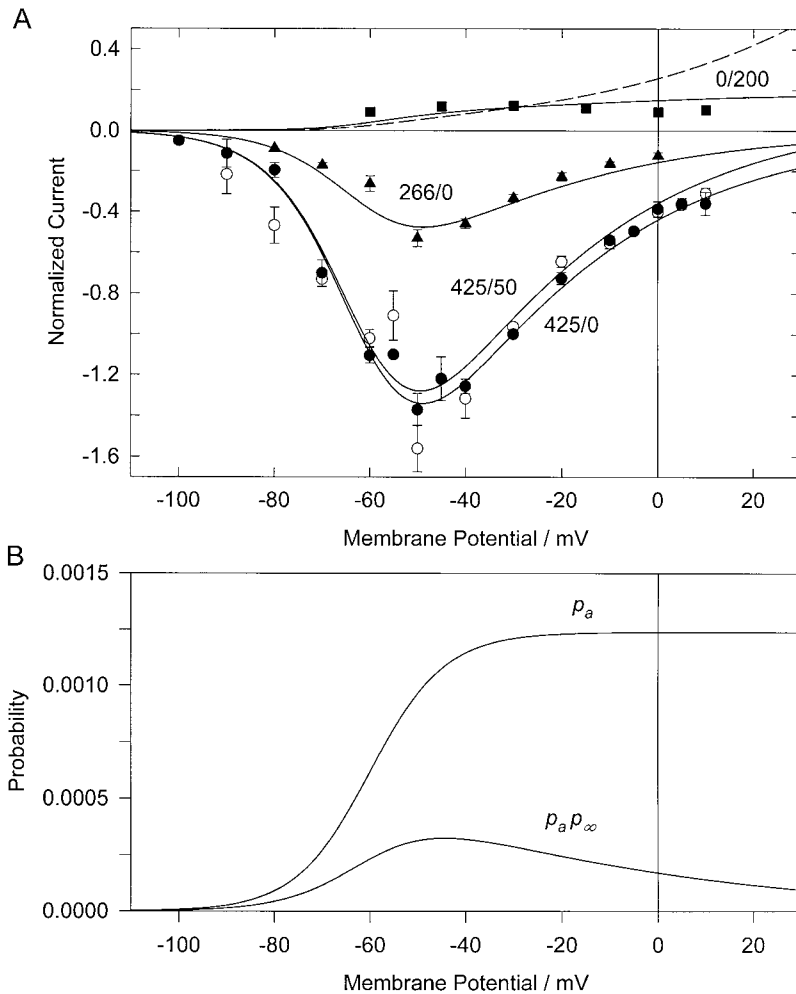 A
0.4
0.0
-0.4
-0.8
-1.2
-1.6
Normalized Current
0/200
266/0
425/50
425/0
-100 -80 -60 -40 -20 0 20
Membrane Potential / mV
B
0.0015
0.0010
0.0005
0.0000
Probability
pₐ
pₐ p∞
-100 -80 -60 -40 -20 0 20
Membrane Potential / mV